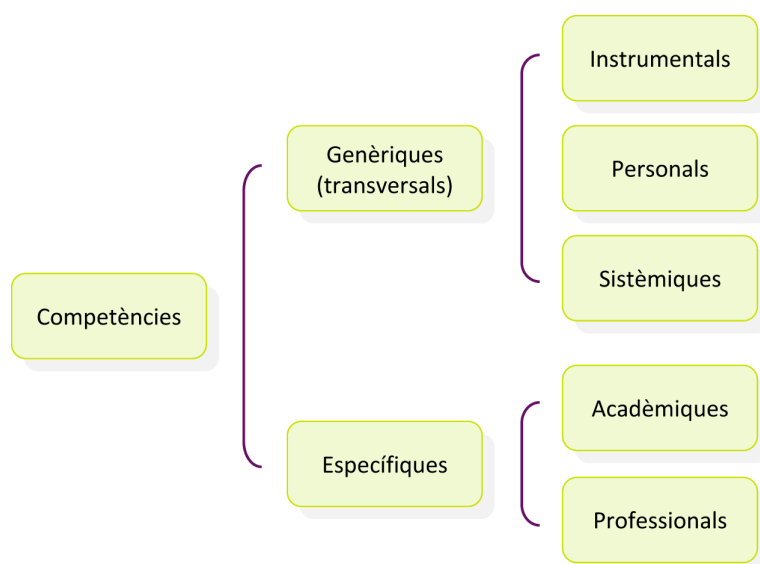 Competències
Genèriques
(transversals)
Instrumentals
Personals
Sistèmiques
Específiques
Acadèmiques
Professionals